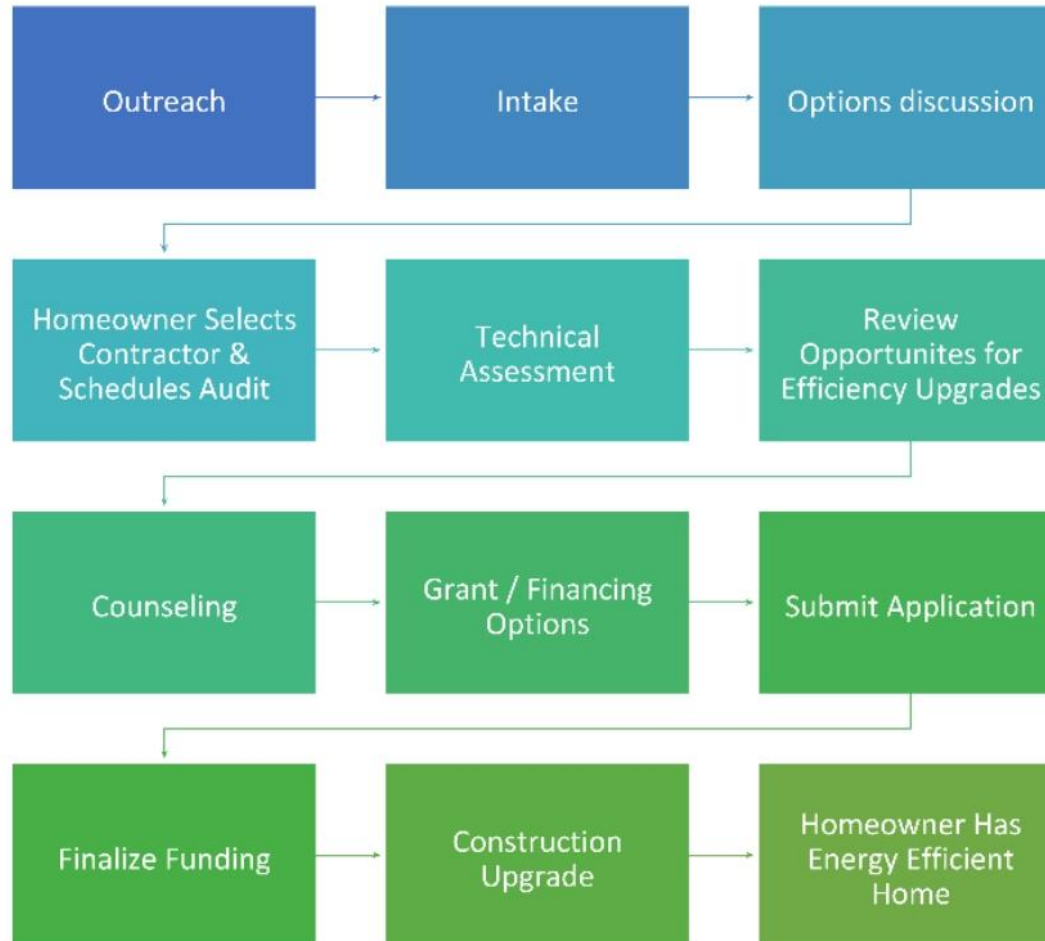 Outreach
Intake
Options discussion
Homeowner Selects
Contractor &
Schedules Audit
Technical
Assessment
Review
Opportunites for
Efficiency Upgrades
Counseling
Grant / Financing
Options
Submit Application
Finalize Funding
Construction
Upgrade
Homeowner Has
Energy Efficient
Home